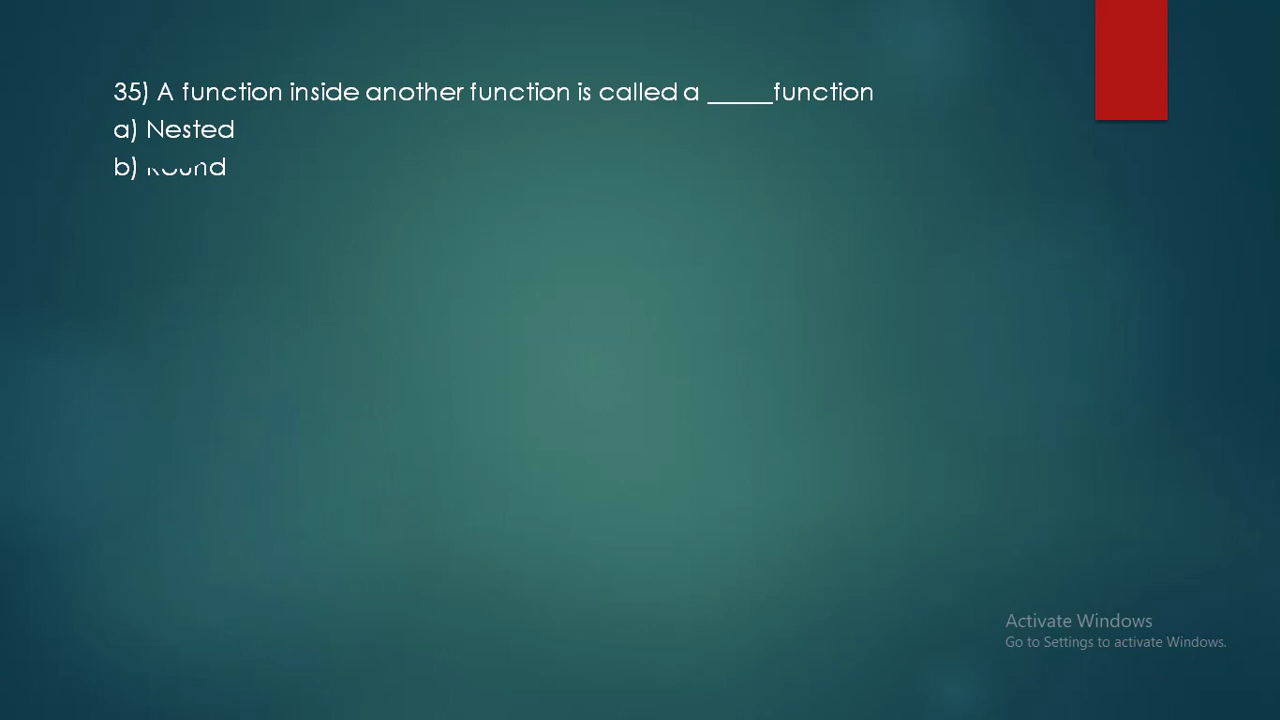 35) A function inside another function is called a _____function
a) Nested
b) Round
Activate Windows
Go to Settings to activate Windows.